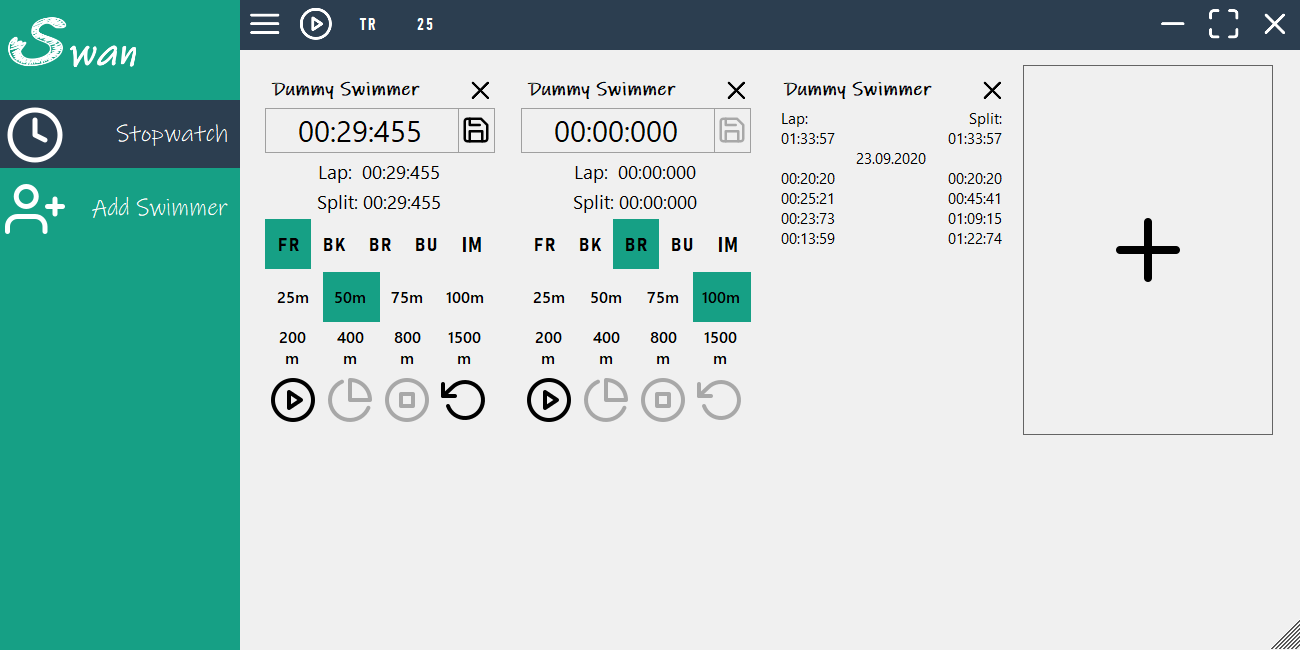 Swan
TR 25
Stopwatch
Add Swimmer
Dummy Swimmer
00:29:455
Lap: 00:29:455
Split: 00:29:455
FR BK BR BU IM
25m 50m 75m 100m
200 400 800 1500
m m m m
Dummy Swimmer
00:00:000
Lap: 00:00:000
Split: 00:00:000
FR BK BR BU IM
25m 50m 75m 100m
200 400 800 1500
m m m m
Dummy Swimmer
Lap: Split:
01:33:57 01:33:57
23.09.2020
00:20:20 00:20:20
00:25:21 00:45:41
00:23:73 01:09:15
00:13:59 01:22:74